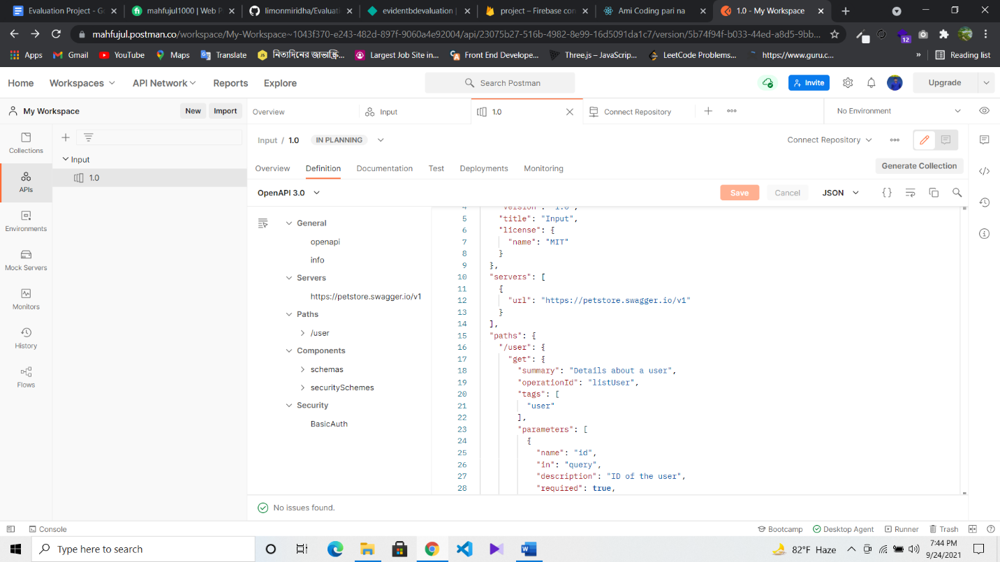 Evaluation Project - Go
mahfujul1000 | Web P
limonmiridha/Evaluati
evidentbdevaluation |
project – Firebase con
Ami Coding pari na
1.0 - My Workspace
mahfujul.postman.co/workspace/My-Workspace~1043f370-e243-482d-897f-9060a4e92004/api/23075b27-516b-4982-8e99-16d5091da1c7/version/5b74f94f-b033-44ed-a8d5-9bb...
12
Apps
Gmail
YouTube
Maps
Translate
Largest Job Site in...
Front End Develope...
Three.js – JavaScrip...
LeetCode Problems...
https://www.guru.c...
»
Reading list
Home
Workspaces
API Network
Reports
Explore
Search Postman
Invite
Upgrade
My Workspace
New
Import
Overview
Input
1.0
Connect Repository
No Environment
Collections
APIs
Environments
Mock Servers
Monitors
History
Flows
Input
1.0
Input / 1.0
IN PLANNING
Connect Repository
Overview
Definition
Documentation
Test
Deployments
Monitoring
Generate Collection
OpenAPI 3.0
Save
Cancel
JSON
General
openapi
info
Servers
https://petstore.swagger.io/v1
Paths
/user
Components
schemas
securitySchemes
Security
BasicAuth
4 "version": "1.0",
5 "title": "Input",
6 "license": {
7 "name": "MIT"
8 }
9 },
10 "servers": [
11 {
12 "url": "https://petstore.swagger.io/v1"
13 }
14 ],
15 "paths": {
16 "/user": {
17 "get": {
18 "summary": "Details about a user",
19 "operationId": "listUser",
20 "tags": [
21 "user"
22 ],
23 "parameters": [
24 {
25 "name": "id",
26 "in": "query",
27 "description": "ID of the user",
28 "required": true,
No issues found.
Console
Bootcamp
Desktop Agent
Runner
Trash
Type here to search
82°F Haze
7:44 PM
9/24/2021